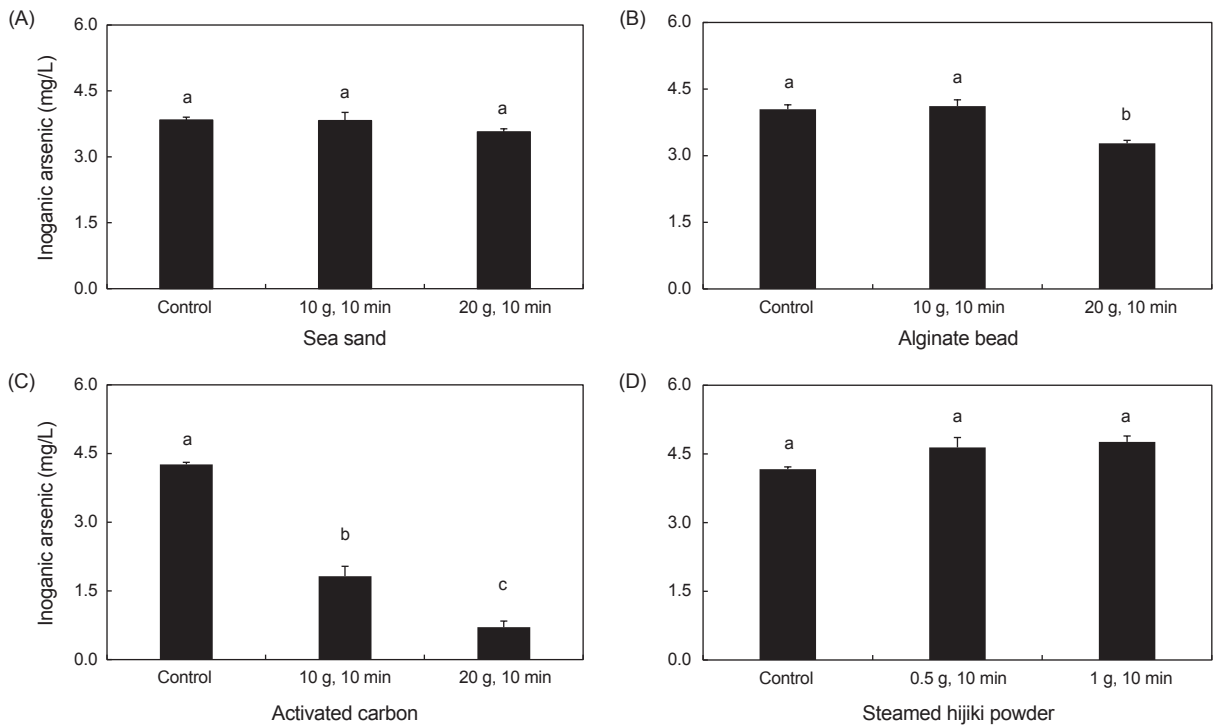 (A)
6.0
4.5
3.0
1.5
0.0
Inoganic arsenic (mg/L)
a
a
a
Control
10 g, 10 min
20 g, 10 min
Sea sand
(B)
6.0
4.5
3.0
1.5
0.0
a
a
b
Control
10 g, 10 min
20 g, 10 min
Alginate bead
(C)
6.0
4.5
3.0
1.5
0.0
Inoganic arsenic (mg/L)
a
b
c
Control
10 g, 10 min
20 g, 10 min
Activated carbon
(D)
6.0
4.5
3.0
1.5
0.0
a
a
a
Control
0.5 g, 10 min
1 g, 10 min
Steamed hijiki powder